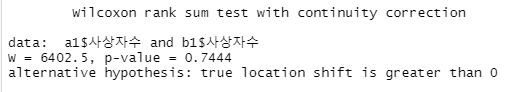 Wilcoxon rank sum test with continuity correction
data:  a1$사상자수 and b1$사상자수
W = 6402.5, p-value = 0.7444
alternative hypothesis: true location shift is greater than 0